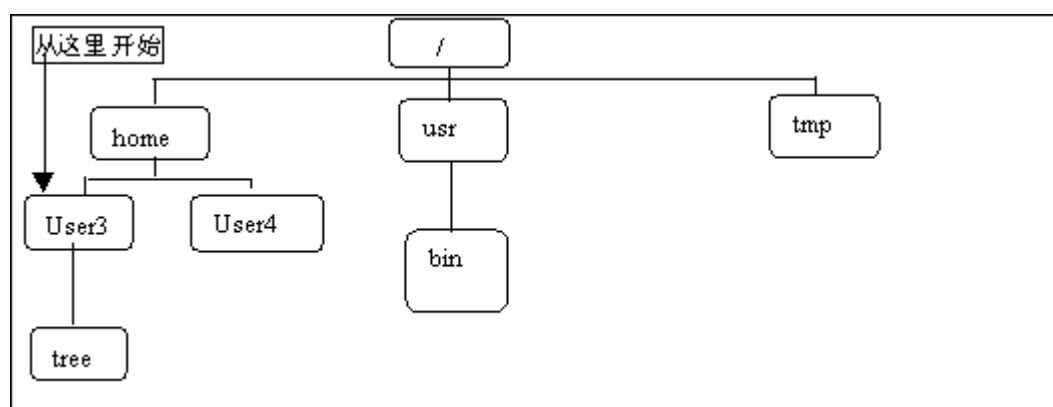 从这里开始
/
home
usr
tmp
User3
User4
bin
tree